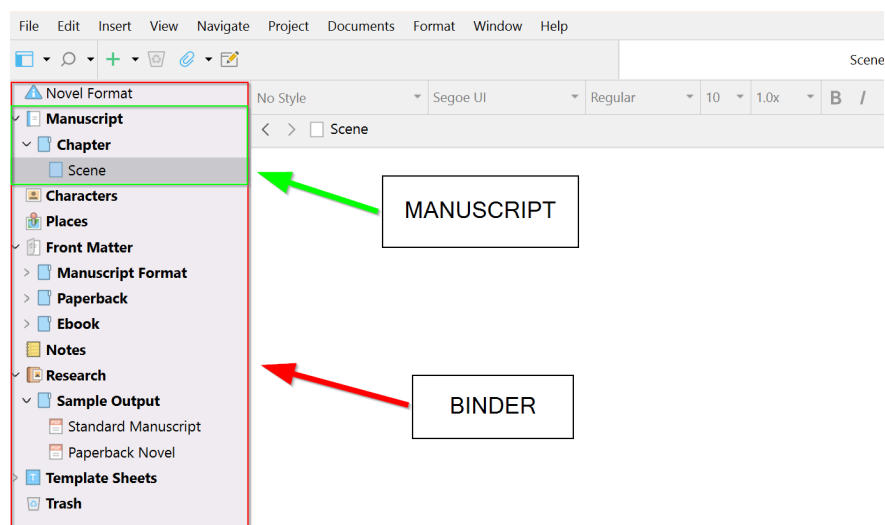 File Edit Insert View Navigate Project Documents Format Window Help
Scene
Novel Format
No Style Segoe UI Regular 10 1.0x B I
Manuscript
Scene
Chapter
Scene
Characters
MANUSCRIPT
Places
Front Matter
Manuscript Format
Paperback
Ebook
Notes
Research
Sample Output
BINDER
Standard Manuscript
Paperback Novel
Template Sheets
Trash